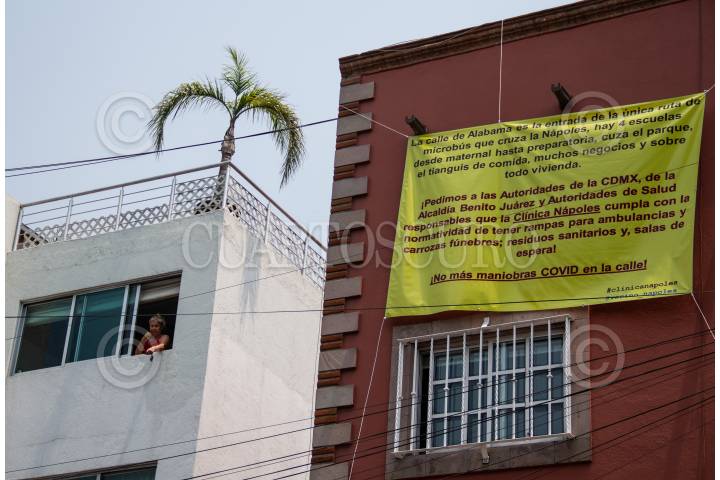 La calle de Alabama es la entrada de la única ruta de
microbús que cruza la Nápoles, hay 4 escuelas
desde maternal hasta preparatoria, cuza el parque,
el tianguis de comida, muchos negocios y sobre
todo vivienda.
¡Pedimos a las Autoridades de la CDMX, de la
Alcaldía Benito Juárez y Autoridades de Salud
responsables que la Clínica Nápoles cumpla con la
normatividad de tener rampas para ambulancias y
carrozas fúnebres; residuos sanitarios y, salas de
espera!
¡No más maniobras COVID en la calle!
#clinicanapoles
#vecino_napoles
CUARTOSCURO